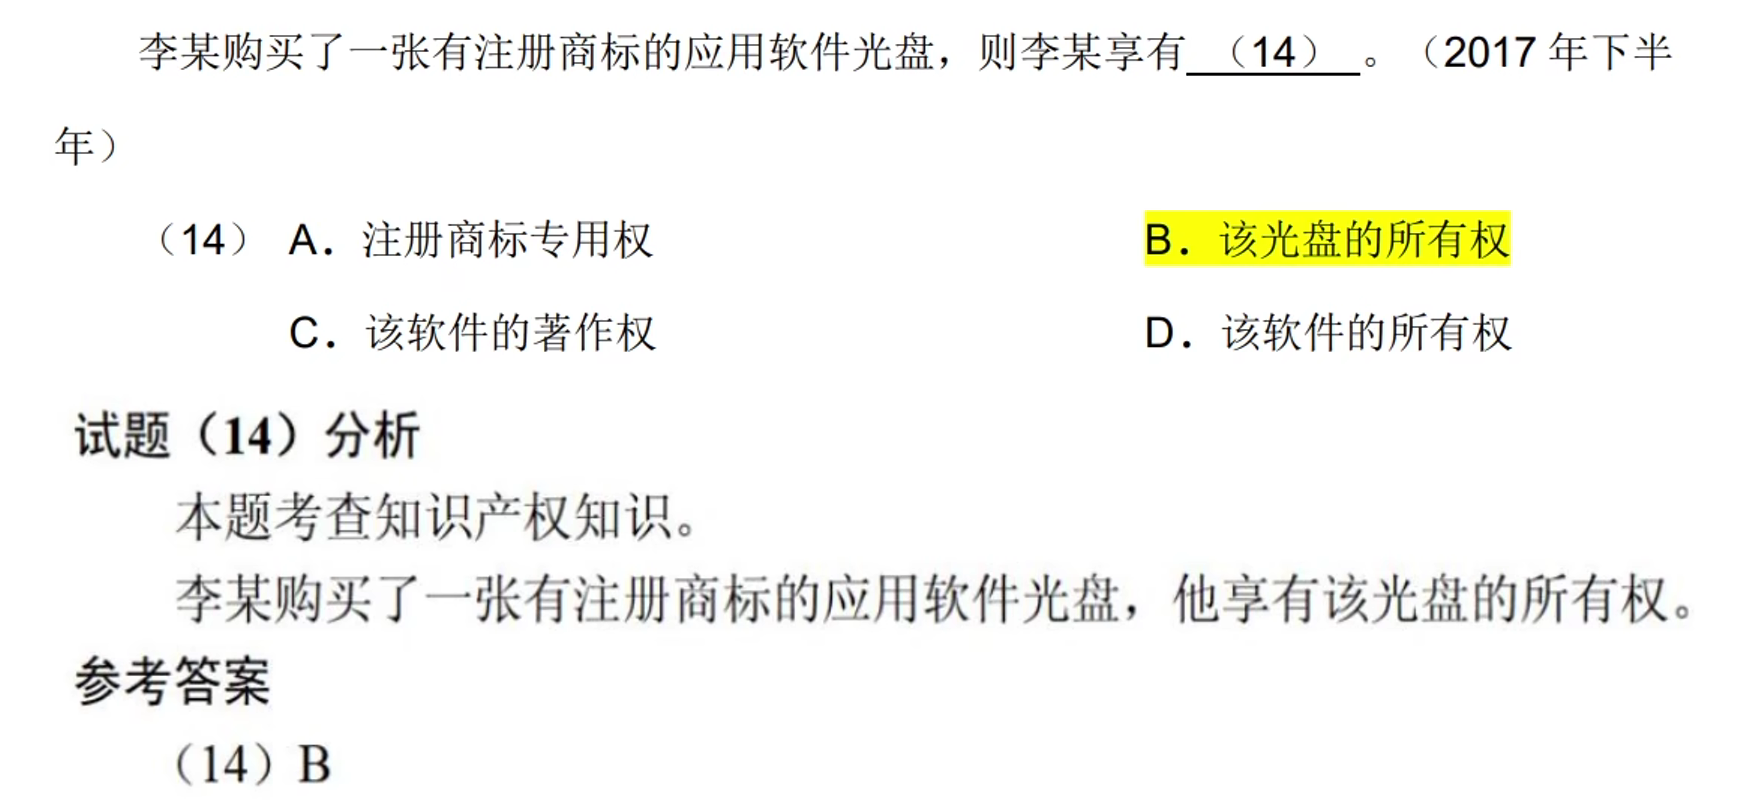 李某购买了一张有注册商标的应用软件光盘，则李某享有 （14） 。（2017 年下半
年）
（14） A．注册商标专用权 B．该光盘的所有权
C．该软件的著作权 D．该软件的所有权
试题（14）分析
本题考查知识产权知识。
李某购买了一张有注册商标的应用软件光盘，他享有该光盘的所有权。
参考答案
（14）B